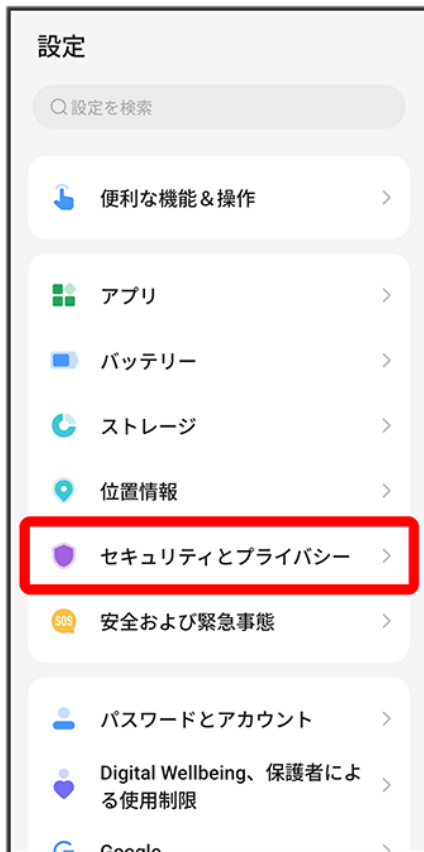 設定
設定を検索
便利な機能＆操作
アプリ
バッテリー
ストレージ
位置情報
セキュリティとプライバシー
SOS
安全および緊急事態
パスワードとアカウント
Digital Wellbeing、保護者によ
る使用制限
Google